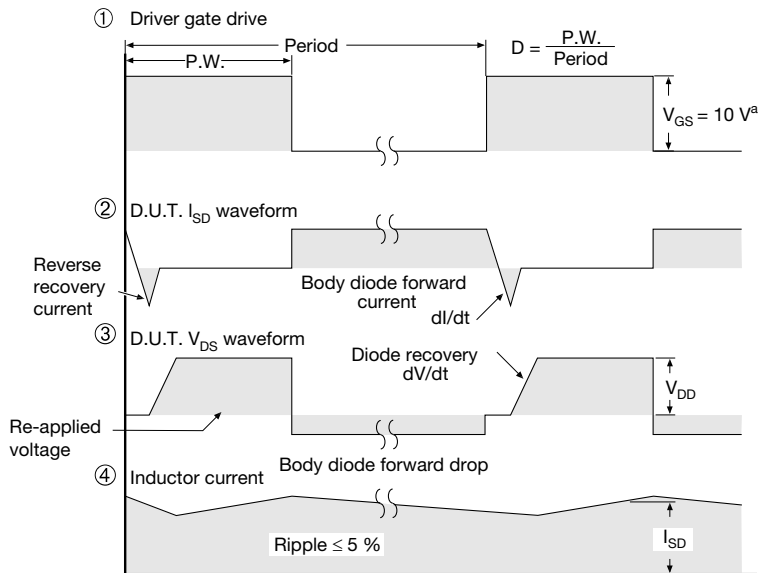 ① Driver gate drive
Period
P.W.
D = P.W. / Period
V_GS = 10 V^a
② D.U.T. I_SD waveform
Reverse
recovery
current
Body diode forward
current
dI/dt
③ D.U.T. V_DS waveform
Diode recovery
dV/dt
V_DD
Re-applied
voltage
Body diode forward drop
④ Inductor current
Ripple ≤ 5 %
I_SD